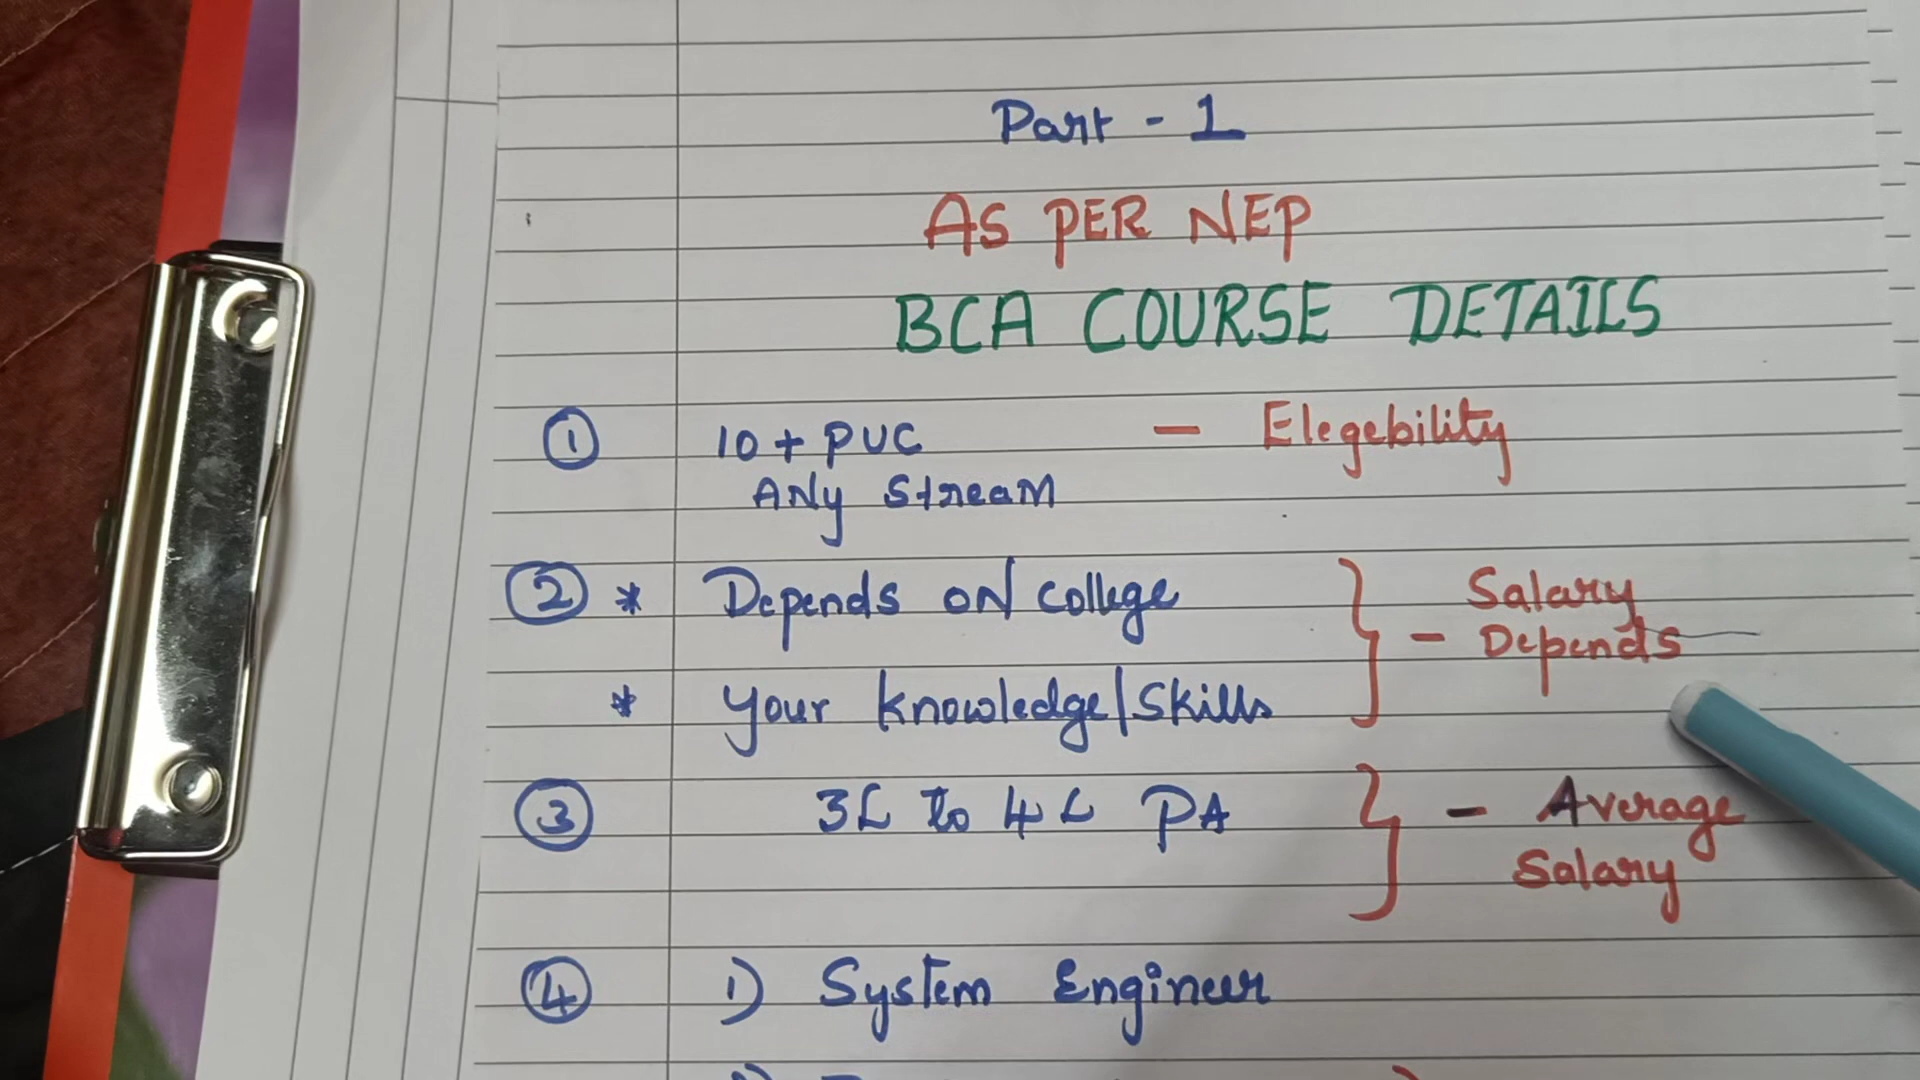 Part - 1
AS PER NEP
BCA COURSE DETAILS
① 10 + PUC - Elegebility
ANy Stream
② * Depends ON College } - Salary Depends
* your knowledge/Skills
③ 3L to 4L PA } - Average Salary
④ 1) System Engineer